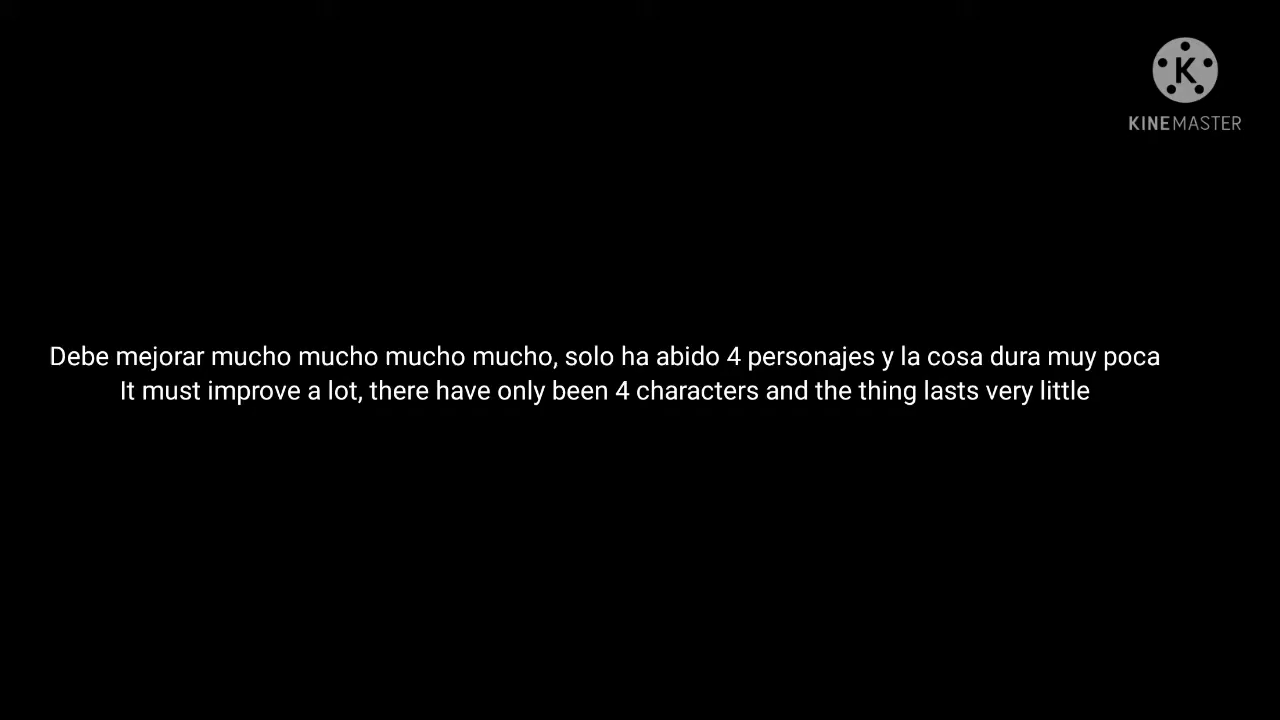 KINEMASTER
Debe mejorar mucho mucho mucho mucho, solo ha abido 4 personajes y la cosa dura muy poca
It must improve a lot, there have only been 4 characters and the thing lasts very little